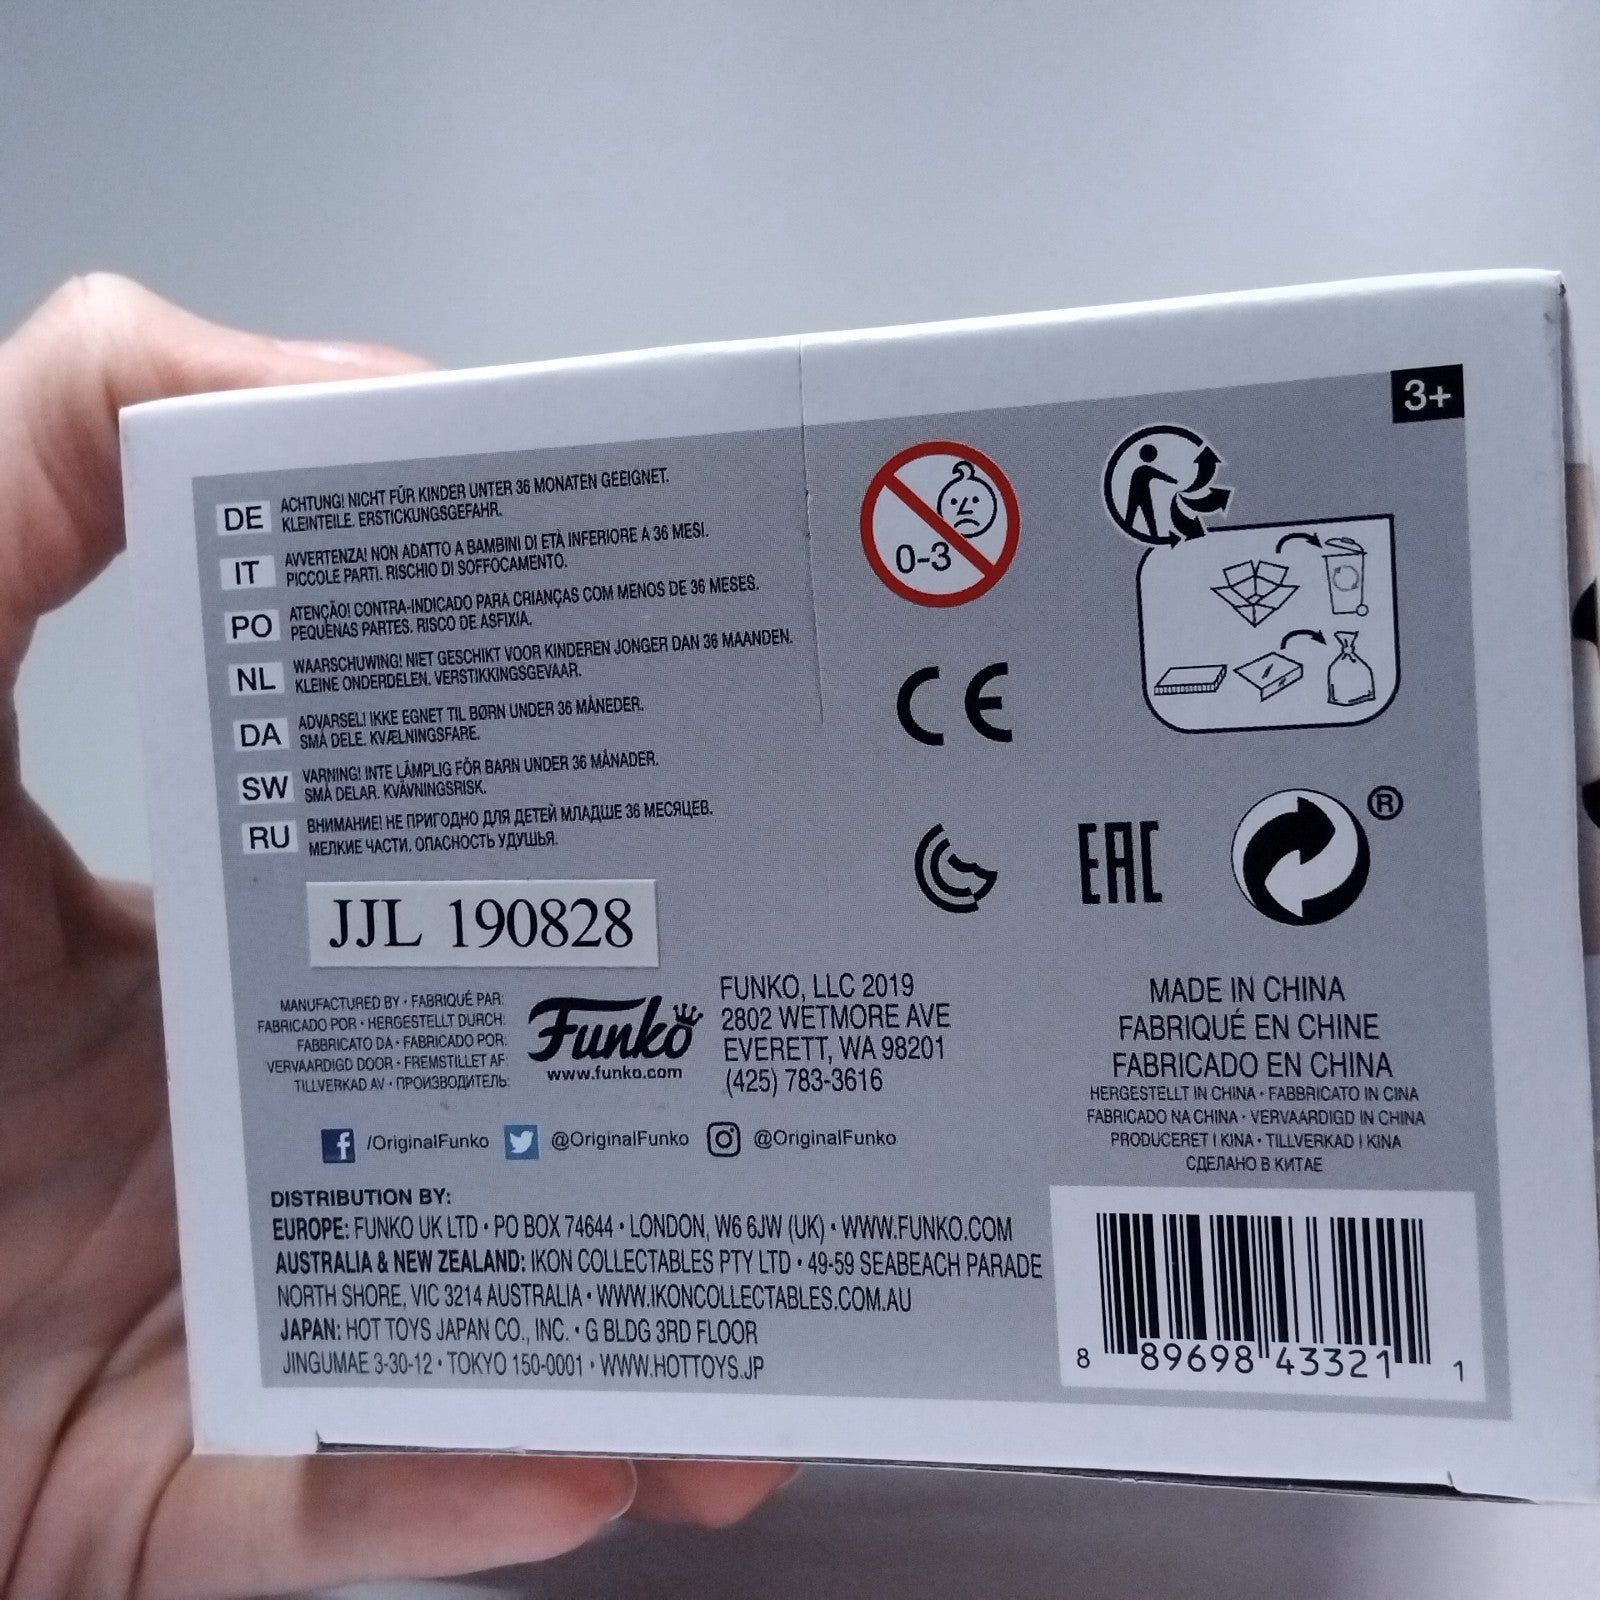 3+
DE ACHTUNG! NICHT FÜR KINDER UNTER 36 MONATEN GEEIGNET.
KLEINTEILE. ERSTICKUNGSGEFAHR.
IT AVVERTENZA! NON ADATTO A BAMBINI DI ETÀ INFERIORE A 36 MESI.
PICCOLE PARTI. RISCHIO DI SOFFOCAMENTO.
PO ATENÇÃO! CONTRA-INDICADO PARA CRIANÇAS COM MENOS DE 36 MESES.
PEQUENAS PARTES. RISCO DE ASFIXIA.
NL WAARSCHUWING! NIET GESCHIKT VOOR KINDEREN JONGER DAN 36 MAANDEN.
KLEINE ONDERDELEN. VERSTIKKINGSGEVAAR.
DA ADVARSEL! IKKE EGNET TIL BØRN UNDER 36 MÅNEDER.
SMÅ DELE. KVÆLNINGSFARE.
SW VARNING! INTE LÄMPLIG FÖR BARN UNDER 36 MÅNADER.
SMÅ DELAR. KVÄVNINGSRISK.
RU ВНИМАНИЕ! НЕ ПРИГОДНО ДЛЯ ДЕТЕЙ МЛАДШЕ 36 МЕСЯЦЕВ.
МЕЛКИЕ ЧАСТИ. ОПАСНОСТЬ УДУШЬЯ.
0-3
CE
EAC
®
JJL 190828
MANUFACTURED BY • FABRIQUÉ PAR:
FABRICADO POR • HERGESTELLT DURCH:
FABBRICATO DA • FABRICADO POR:
VERVAARDIGD DOOR • FREMSTILLET AF:
TILLVERKAD AV • ПРОИЗВОДИТЕЛЬ:
Funko
www.funko.com
FUNKO, LLC 2019
2802 WETMORE AVE
EVERETT, WA 98201
(425) 783-3616
MADE IN CHINA
FABRIQUÉ EN CHINE
FABRICADO EN CHINA
HERGESTELLT IN CHINA • FABBRICATO IN CINA
FABRICADO NA CHINA • VERVAARDIGD IN CHINA
PRODUCERET I KINA • TILLVERKAD I KINA
СДЕЛАНО В КИТАЕ
f /OriginalFunko @OriginalFunko @OriginalFunko
DISTRIBUTION BY:
EUROPE: FUNKO UK LTD • PO BOX 74644 • LONDON, W6 6JW (UK) • WWW.FUNKO.COM
AUSTRALIA & NEW ZEALAND: IKON COLLECTABLES PTY LTD • 49-59 SEABEACH PARADE
NORTH SHORE, VIC 3214 AUSTRALIA • WWW.IKONCOLLECTABLES.COM.AU
JAPAN: HOT TOYS JAPAN CO., INC. • G BLDG 3RD FLOOR
JINGUMAE 3-30-12 • TOKYO 150-0001 • WWW.HOTTOYS.JP
8 89698 43321 1